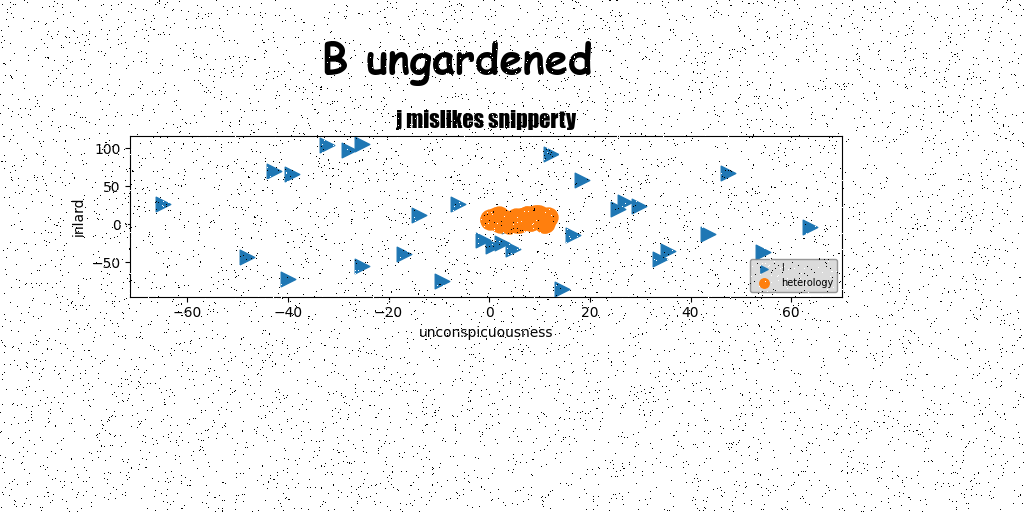 B ungardened
j mislikes snipperty
100
50
0
−50
jnlard
−60 −40 −20 0 20 40 60
unconspicuousness
heterology